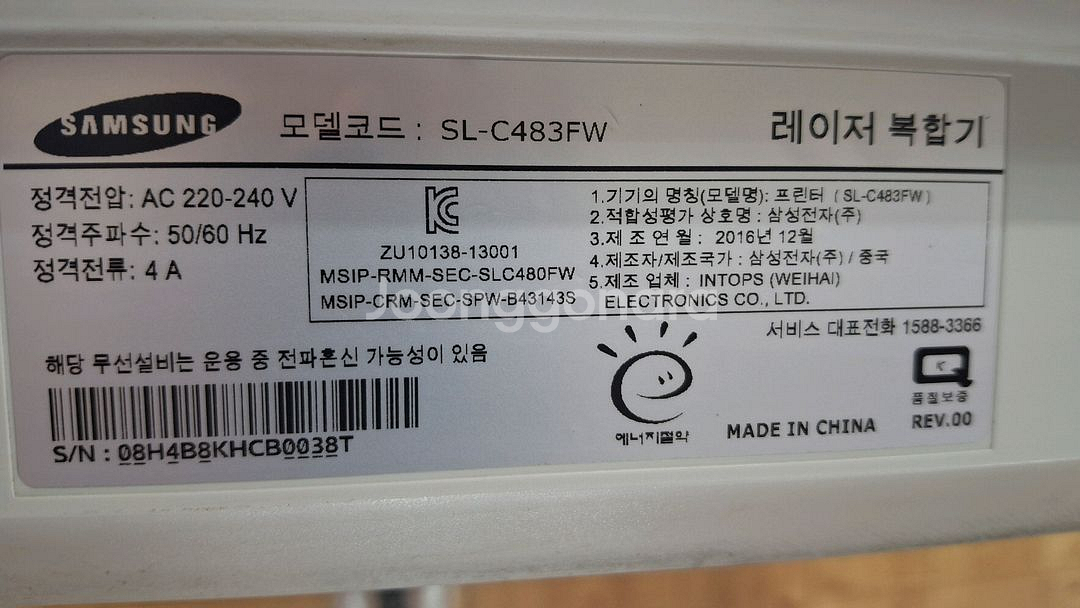 SAMSUNG 모델코드 : SL-C483FW 레이저 복합기
정격전압: AC 220-240 V
정격주파수: 50/60 Hz
정격전류: 4 A
ZU10138-13001
MSIP-RMM-SEC-SLC480FW
MSIP-CRM-SEC-SPW-B43143S
1.기기의 명칭(모델명): 프린터 ( SL-C483FW )
2.적합성평가 상호명 : 삼성전자(주)
3.제 조 연 월 : 2016년 12월
4.제조자/제조국가 : 삼성전자(주) / 중국
5.제조 업체 : INTOPS (WEIHAI)
ELECTRONICS CO., LTD.
Joonggonara
서비스 대표전화 1588-3366
해당 무선설비는 운용 중 전파혼신 가능성이 있음
S/N : 08H4B8KHCB0038T
에너지절약
MADE IN CHINA
품질보증
REV.00